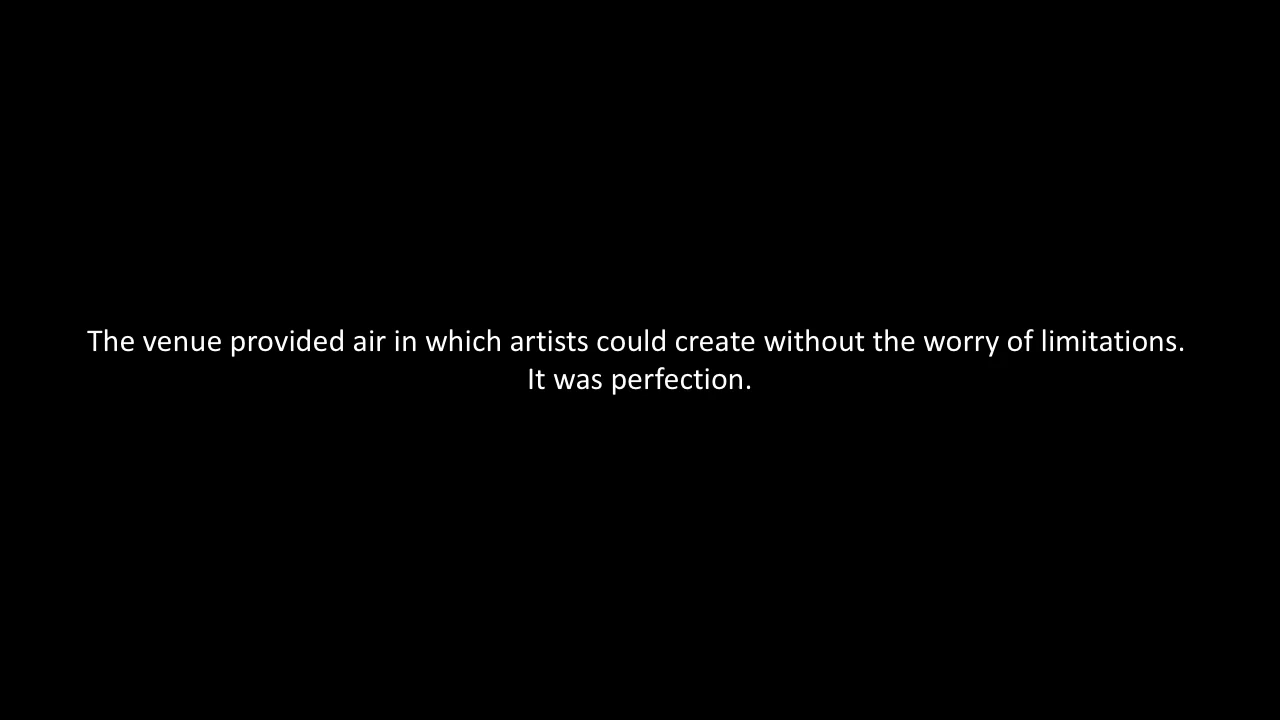 The venue provided air in which artists could create without the worry of limitations.
It was perfection.